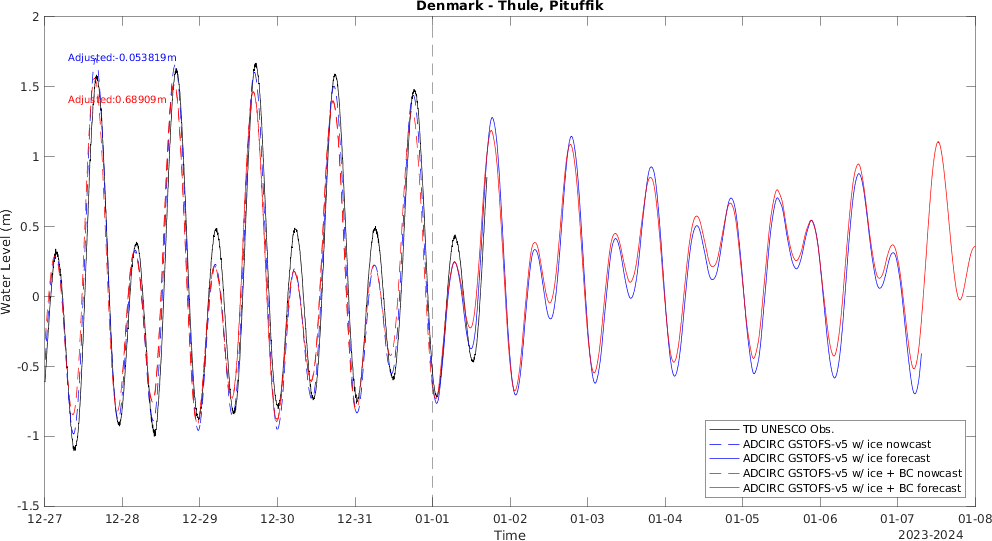 Denmark - Thule, Pituffik
2
1.5
1
0.5
0
-0.5
-1
-1.5
Water Level (m)
Adjusted:-0.053819m
Adjusted:0.68909m
TD UNESCO Obs.
ADCIRC GSTOFS-v5 w/ ice nowcast
ADCIRC GSTOFS-v5 w/ ice forecast
ADCIRC GSTOFS-v5 w/ ice + BC nowcast
ADCIRC GSTOFS-v5 w/ ice + BC forecast
12-27 12-28 12-29 12-30 12-31 01-01 01-02 01-03 01-04 01-05 01-06 01-07 01-08
Time
2023-2024